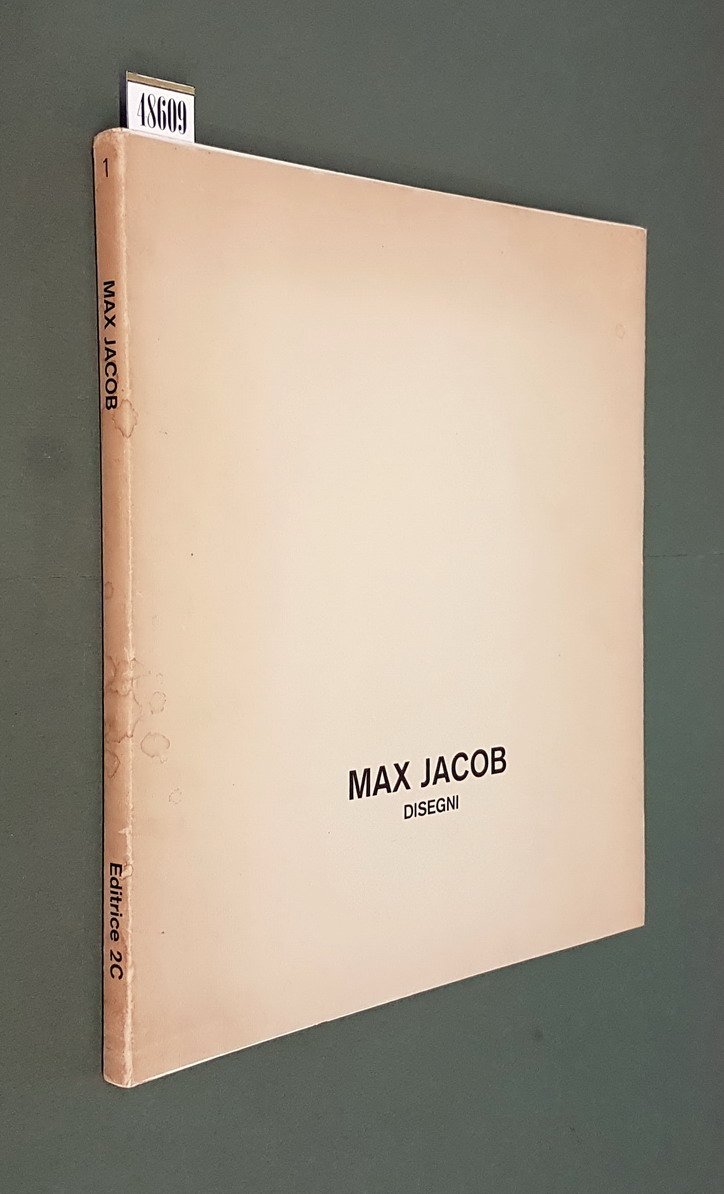 48609
1
MAX JACOB
Editrice 2C
MAX JACOB
DISEGNI